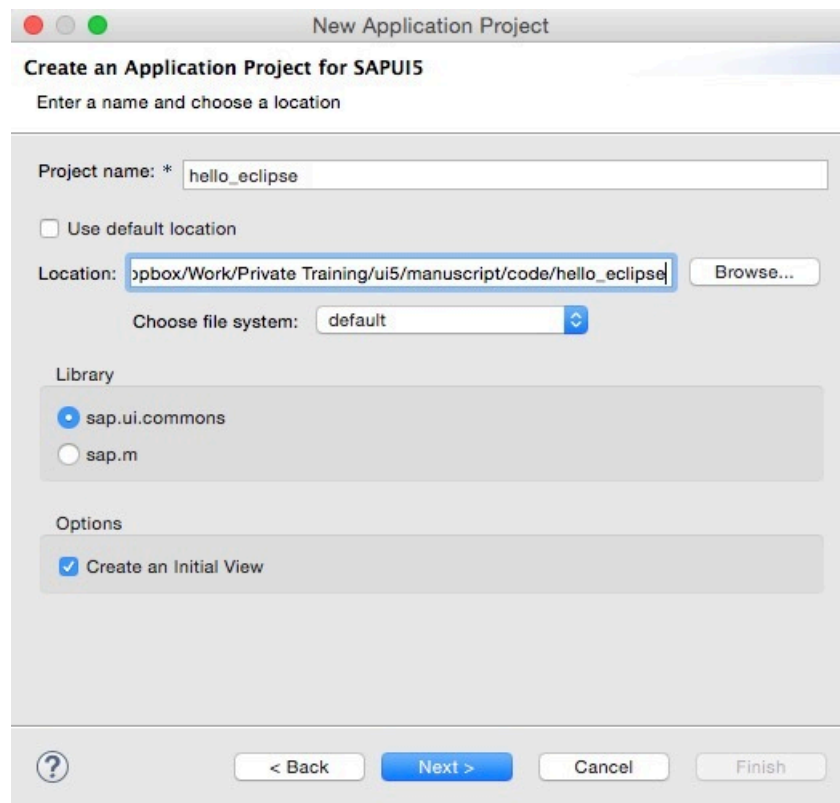 New Application Project
Create an Application Project for SAPUI5
Enter a name and choose a location
Project name: * hello_eclipse
Use default location
Location: opbox/Work/Private Training/ui5/manuscript/code/hello_eclipse Browse...
Choose file system: default
Library
sap.ui.commons
sap.m
Options
Create an Initial View
? < Back Next > Cancel Finish